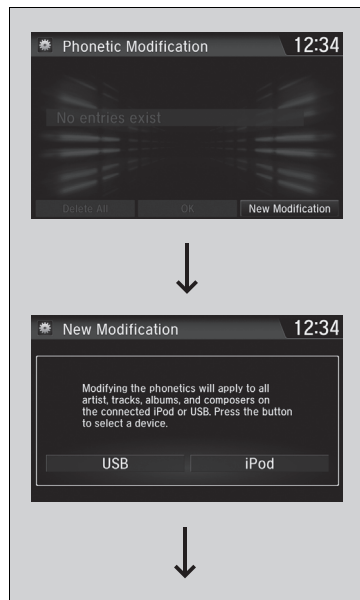 Phonetic Modification
12:34
No entries exist
Delete All
OK
New Modification
New Modification
12:34
Modifying the phonetics will apply to all
artist, tracks, albums, and composers on
the connected iPod or USB. Press the button
to select a device.
USB
iPod